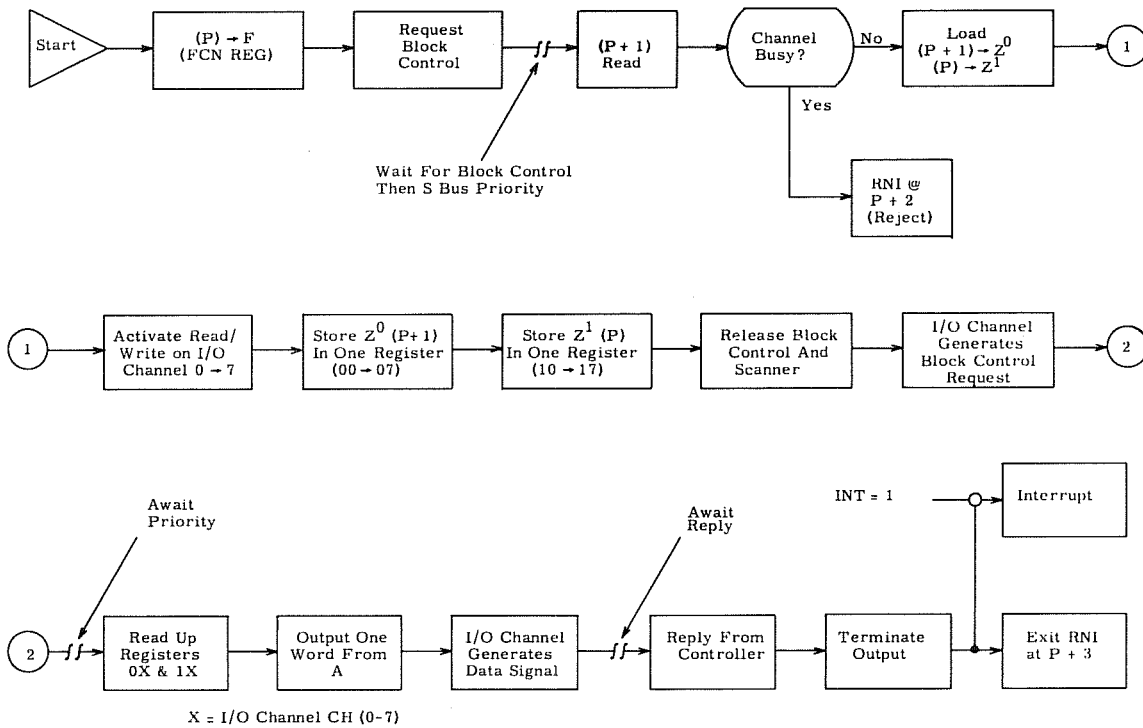 Start
(P) → F
(FCN REG)
Request
Block
Control
(P + 1)
Read
Channel
Busy?
No
Yes
Load
(P + 1) → Z⁰
(P) → Z¹
1
Wait For Block Control
Then S Bus Priority
RNI @
P + 2
(Reject)
1
Activate Read/
Write on I/O
Channel 0 → 7
Store Z⁰ (P+1)
In One Register
(00 → 07)
Store Z¹ (P)
In One Register
(10 → 17)
Release Block
Control And
Scanner
I/O Channel
Generates
Block Control
Request
2
Await
Priority
Await
Reply
INT = 1
Interrupt
2
Read Up
Registers
0X & 1X
Output One
Word From
A
I/O Channel
Generates
Data Signal
Reply From
Controller
Terminate
Output
Exit RNI
at P + 3
X = I/O Channel CH (0-7)